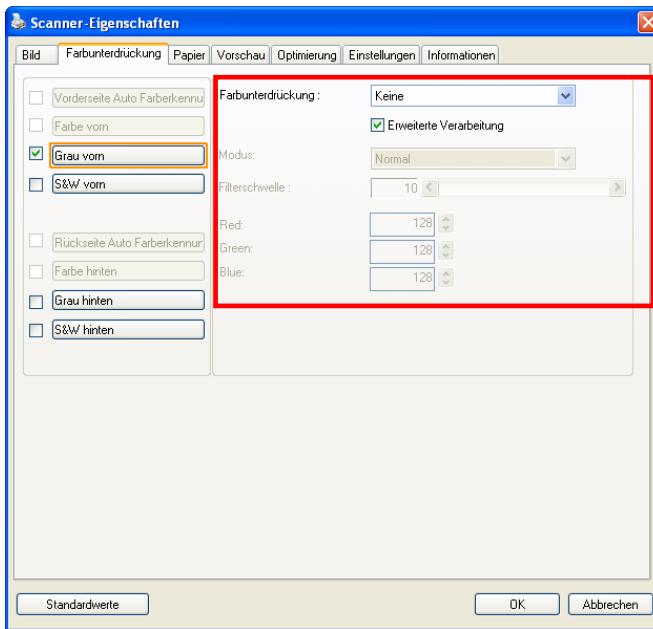 Scanner-Eigenschaften
Bild Farbunterdrückung Papier Vorschau Optimierung Einstellungen Informationen
Vorderseite Auto Farberkennu
Farbe vorn
Grau vorn
S&W vorn
Rückseite Auto Farberkennur
Farbe hinten
Grau hinten
S&W hinten
Farbunterdrückung : Keine
Erweiterte Verarbeitung
Modus: Normal
Filterschwelle : 10
Red: 128
Green: 128
Blue: 128
Standardwerte OK Abbrechen